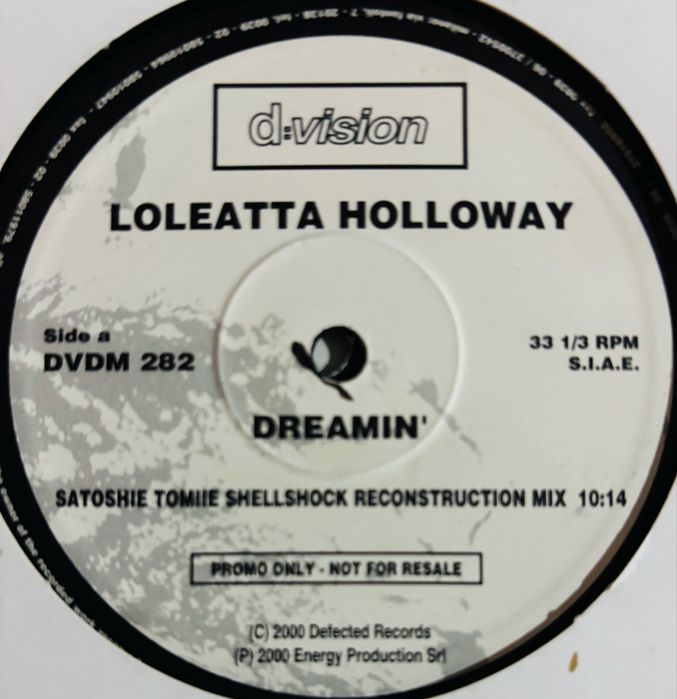 d:vision
LOLEATTA HOLLOWAY
Side a
DVDM 282
33 1/3 RPM
S.I.A.E.
DREAMIN'
SATOSHIE TOMIIE SHELLSHOCK RECONSTRUCTION MIX 10:14
PROMO ONLY - NOT FOR RESALE
(C) 2000 Defected Records
(P) 2000 Energy Production Srl